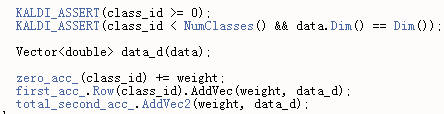 KALDI_ASSERT(class_id >= 0);
KALDI_ASSERT(class_id < NumClasses() && data.Dim() == Dim());
Vector<double> data_d(data);
zero_acc_(class_id) += weight;
first_acc_.Row(class_id).AddVec(weight, data_d);
total_second_acc_.AddVec2(weight, data_d);